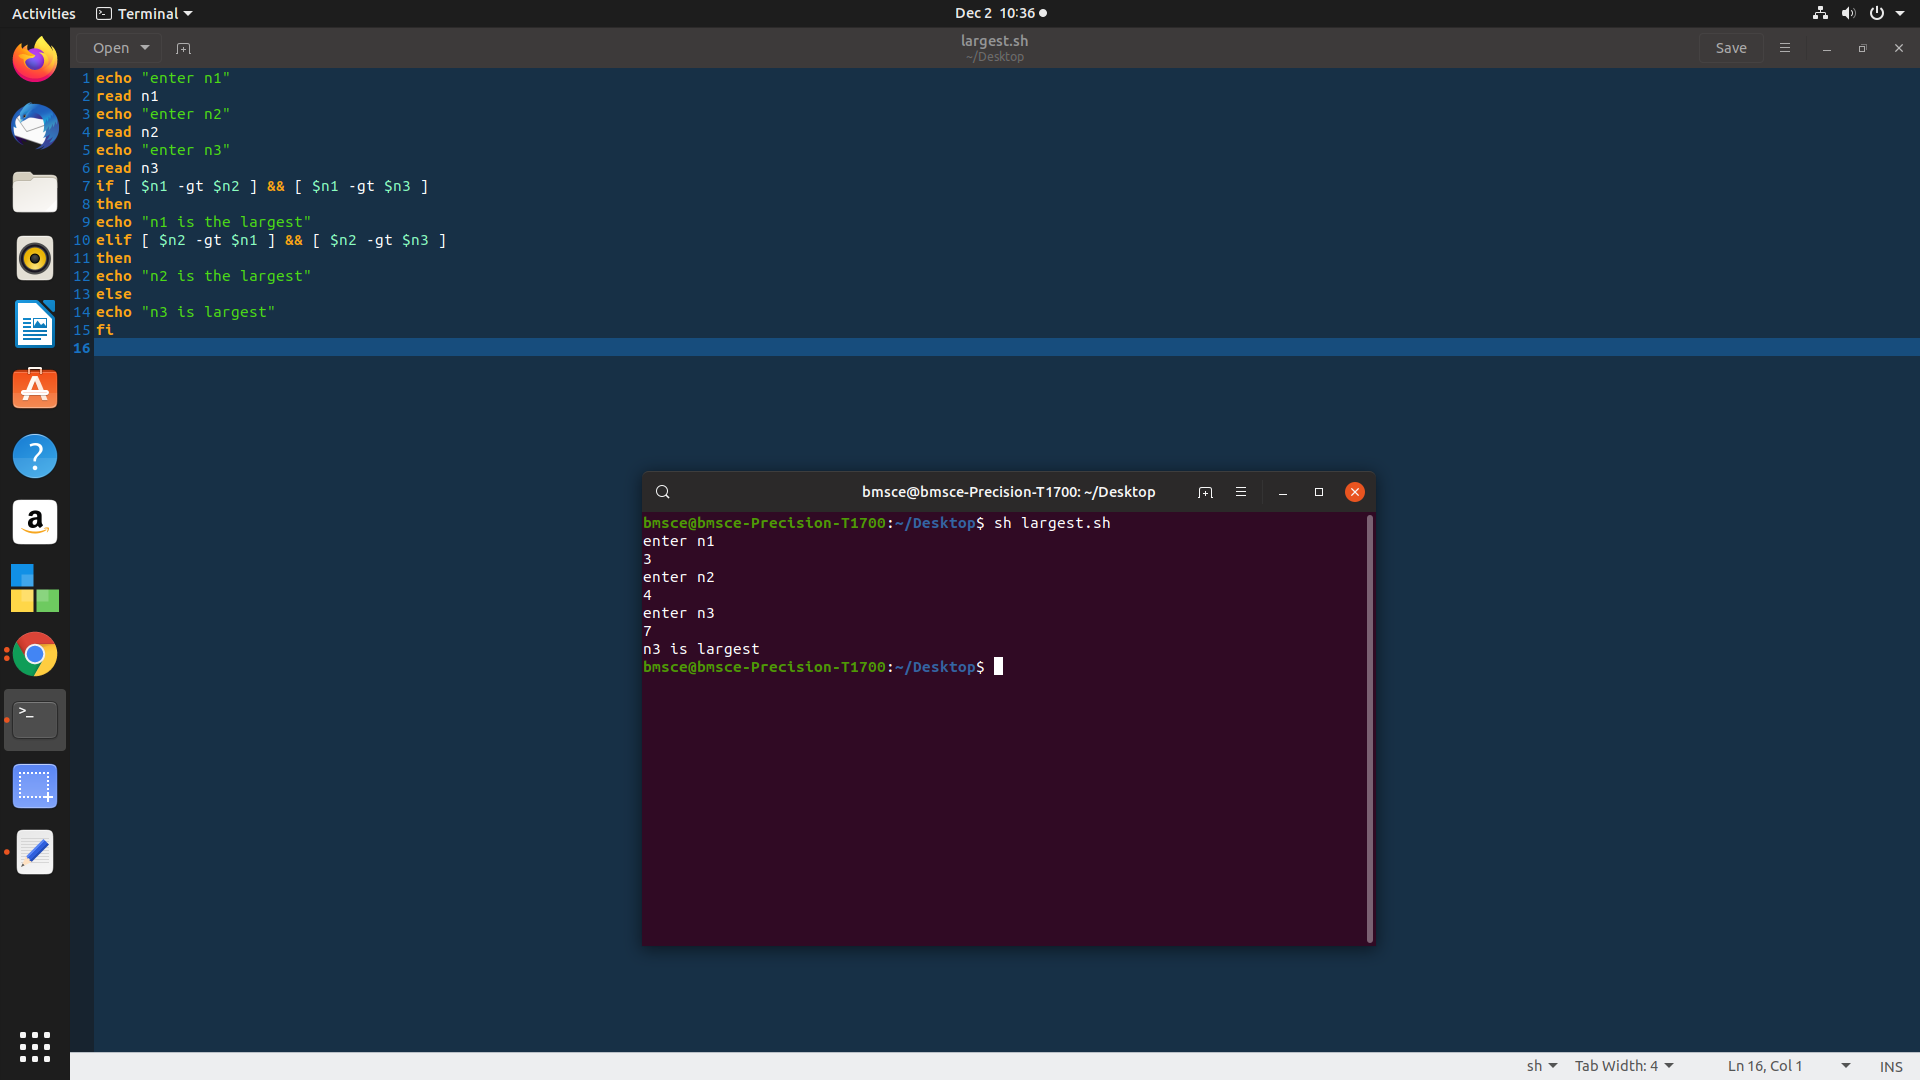 Activities Terminal Dec 2 10:36
Open largest.sh Save
~/Desktop
1 echo "enter n1"
2 read n1
3 echo "enter n2"
4 read n2
5 echo "enter n3"
6 read n3
7 if [ $n1 -gt $n2 ] && [ $n1 -gt $n3 ]
8 then
9 echo "n1 is the largest"
10 elif [ $n2 -gt $n1 ] && [ $n2 -gt $n3 ]
11 then
12 echo "n2 is the largest"
13 else
14 echo "n3 is largest"
15 fi
16
bmsce@bmsce-Precision-T1700: ~/Desktop
bmsce@bmsce-Precision-T1700:~/Desktop$ sh largest.sh
enter n1
3
enter n2
4
enter n3
7
n3 is largest
bmsce@bmsce-Precision-T1700:~/Desktop$
sh Tab Width: 4 Ln 16, Col 1 INS